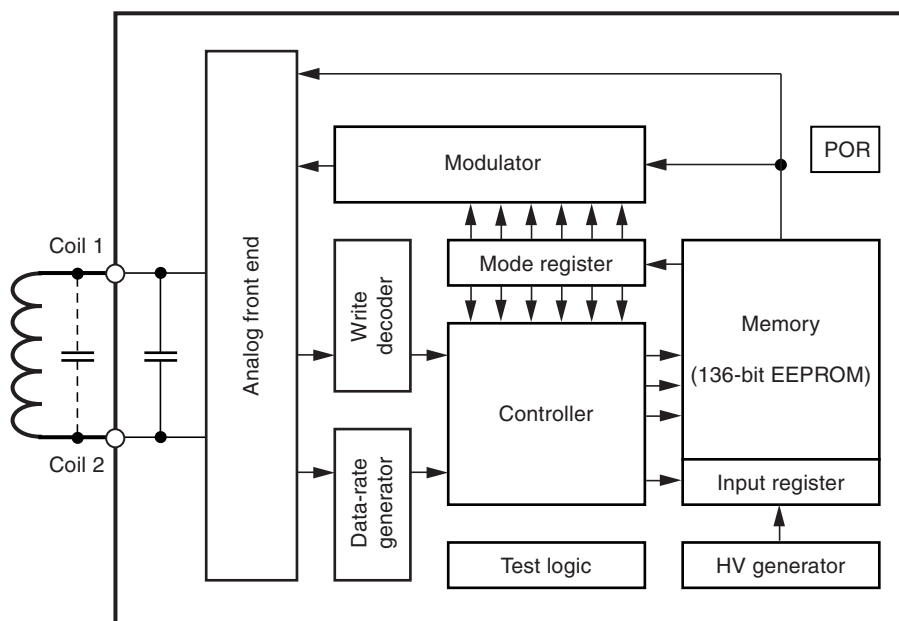 Modulator
POR
Coil 1
Analog front end
Write
decoder
Mode register
Memory
(136-bit EEPROM)
Controller
Coil 2
Data-rate
generator
Input register
Test logic
HV generator